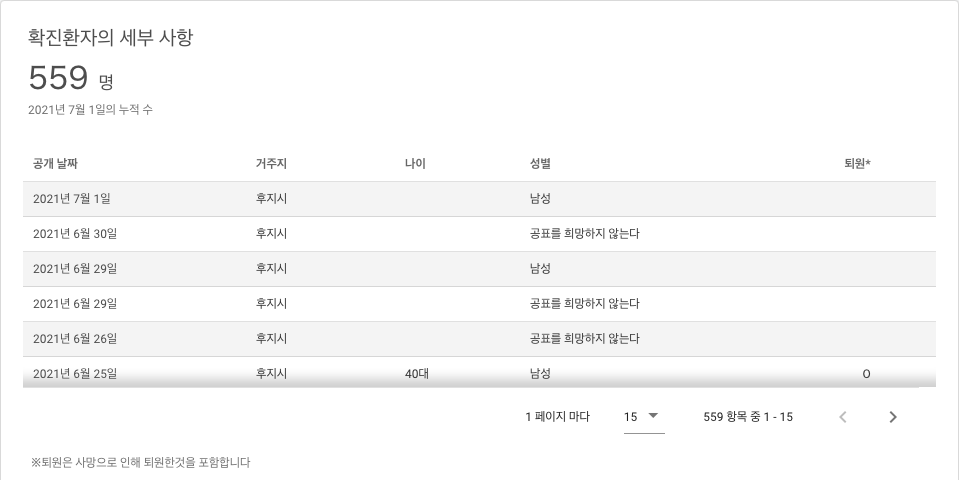 확진환자의 세부 사항
559 명
2021년 7월 1일의 누적 수
공개 날짜 거주지 나이 성별 퇴원*
2021년 7월 1일 후지시 남성
2021년 6월 30일 후지시 공표를 희망하지 않는다
2021년 6월 29일 후지시 남성
2021년 6월 29일 후지시 공표를 희망하지 않는다
2021년 6월 26일 후지시 공표를 희망하지 않는다
2021년 6월 25일 후지시 40대 남성 O
1 페이지 마다 15 559 항목 중 1 - 15
※퇴원은 사망으로 인해 퇴원한것을 포함합니다